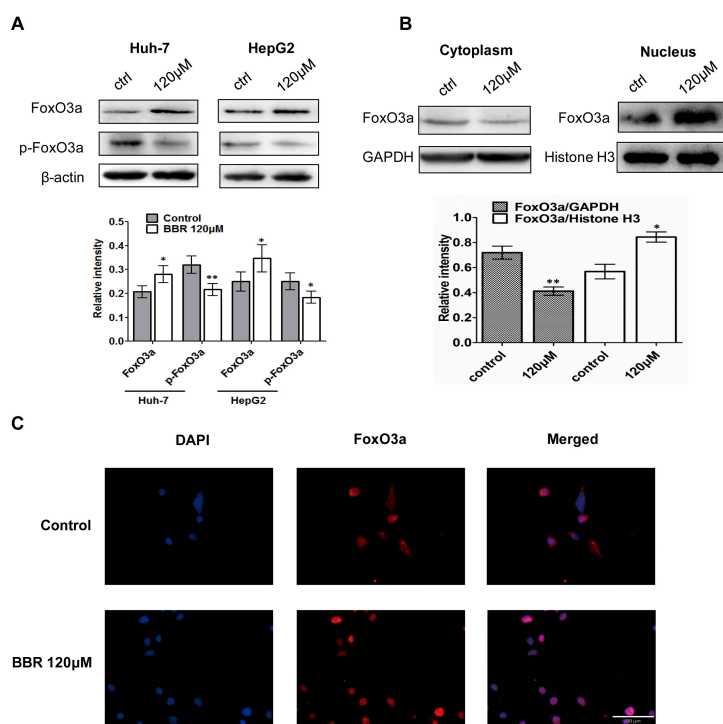 A
Huh-7 HepG2
ctrl 120μM ctrl 120μM
FoxO3a
p-FoxO3a
β-actin
Control
BBR 120μM
Relative intensity
0.5
0.4
0.3
0.2
0.1
0.0
* ** * *
FoxO3a p-FoxO3a FoxO3a p-FoxO3a
Huh-7 HepG2
B
Cytoplasm Nucleus
ctrl 120μM ctrl 120μM
FoxO3a FoxO3a
GAPDH Histone H3
FoxO3a/GAPDH
FoxO3a/Histone H3
Relative intensity
1.0
0.8
0.6
0.4
0.2
0.0
** *
control 120μM control 120μM
C
DAPI FoxO3a Merged
Control
BBR 120μM